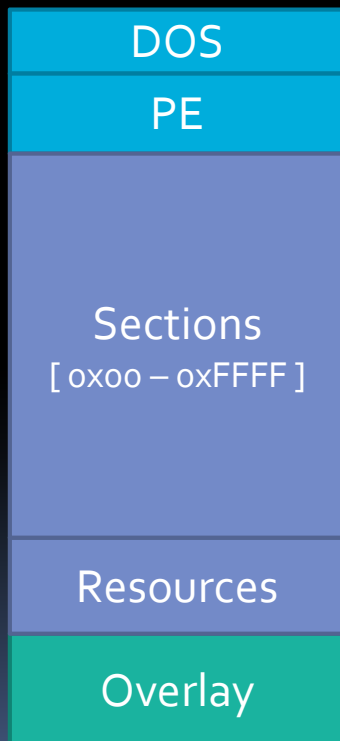 DOS
PE
Sections
[ 0x00 – 0xFFFF ]
Resources
Overlay